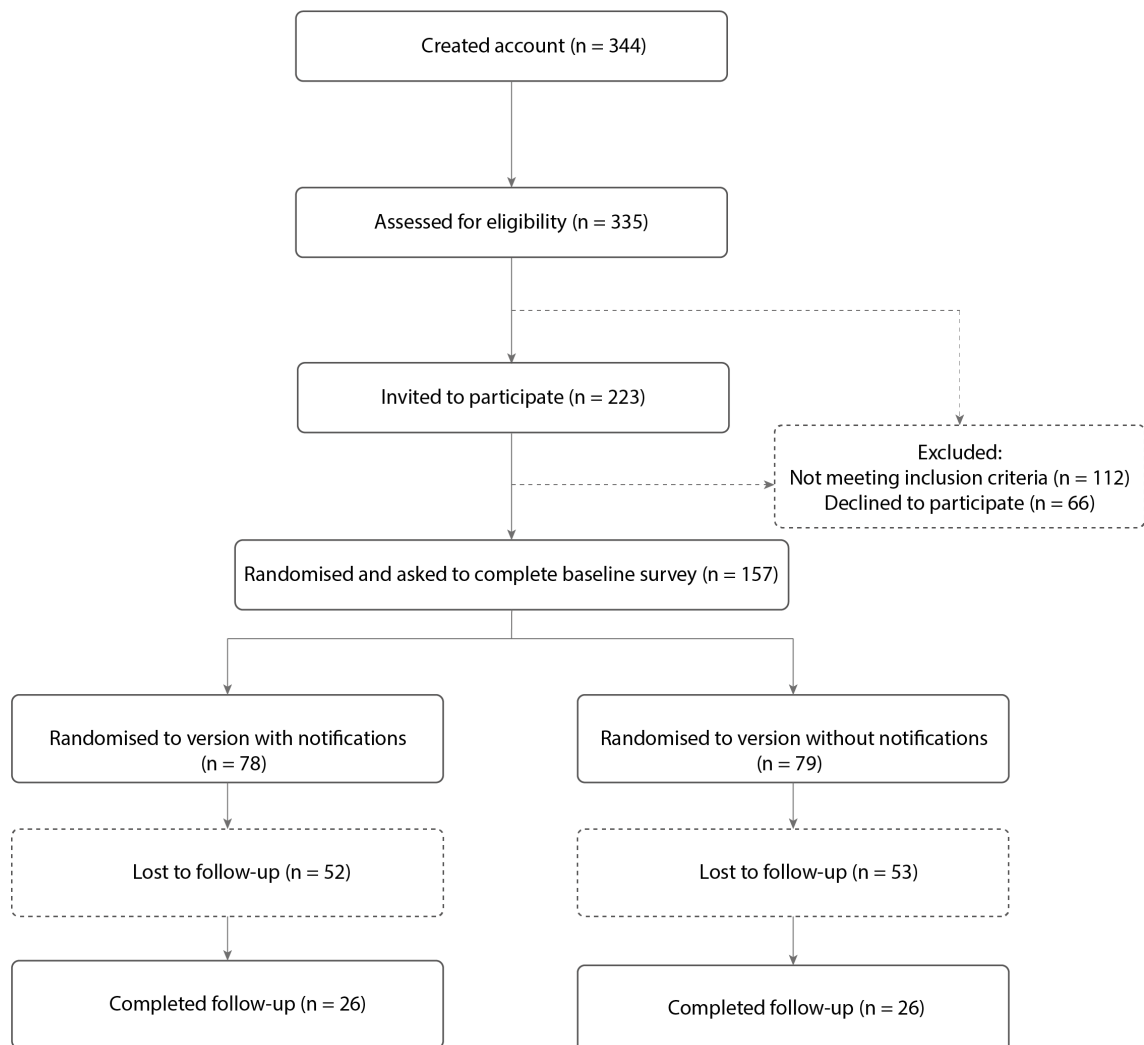 Created account (n = 344)
Assessed for eligibility (n = 335)
Invited to participate (n = 223)
Excluded:
Not meeting inclusion criteria (n = 112)
Declined to participate (n = 66)
Randomised and asked to complete baseline survey (n = 157)
Randomised to version with notifications
(n = 78)
Randomised to version without notifications
(n = 79)
Lost to follow-up (n = 52)
Lost to follow-up (n = 53)
Completed follow-up (n = 26)
Completed follow-up (n = 26)